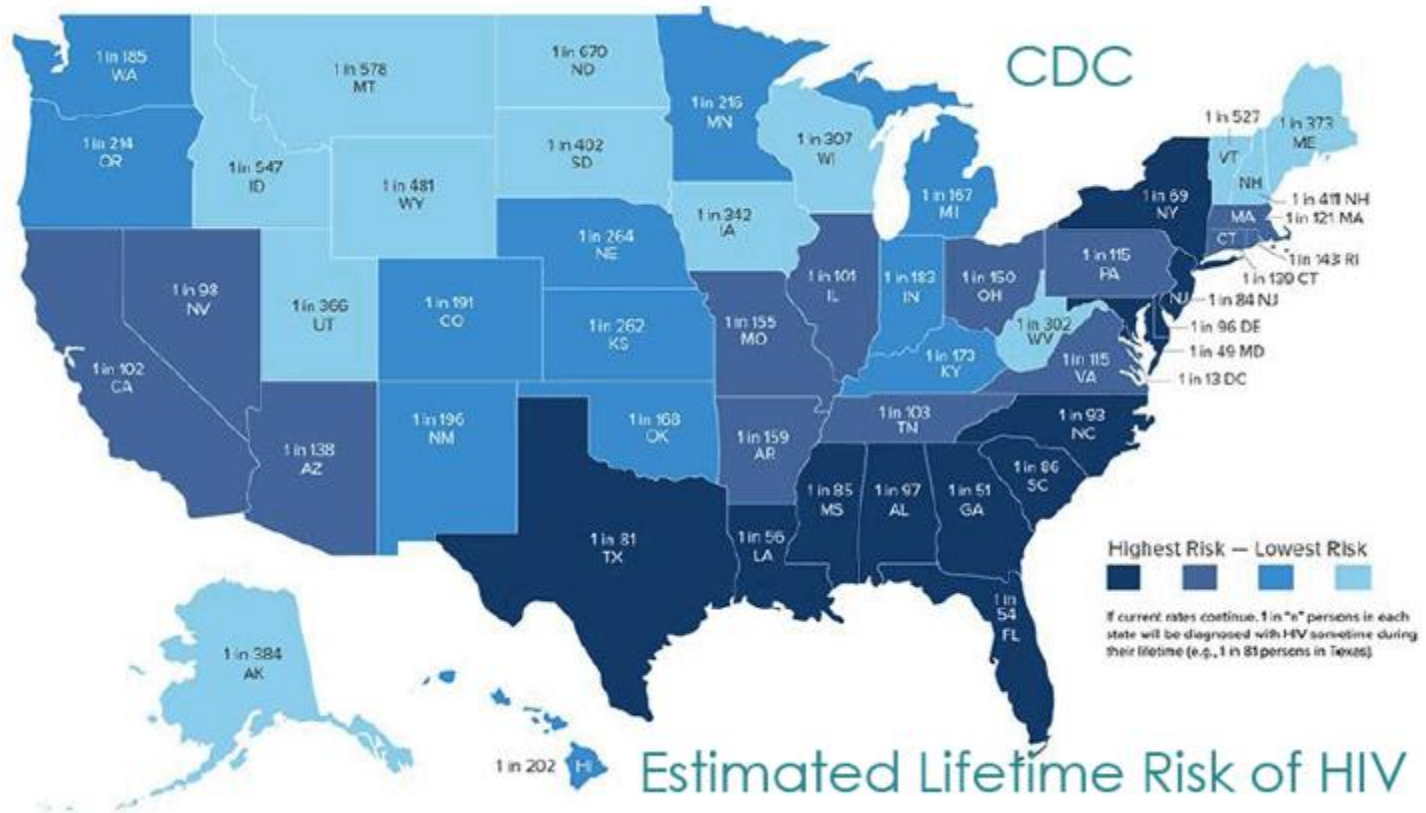 CDC
1 in 185
WA
1 in 578
MT
1 in 670
ND
1 in 216
MN
1 in 214
OR
1 in 547
ID
1 in 481
WY
1 in 402
SD
1 in 307
WI
1 in 167
MI
1 in 527
VT
1 in 373
ME
NH
1 in 411 NH
1 in 69
NY
MA
1 in 121 MA
CT
1 in 143 RI
1 in 139 CT
1 in 98
NV
1 in 366
UT
1 in 191
CO
1 in 264
NE
1 in 342
IA
1 in 101
IL
1 in 183
IN
1 in 150
OH
1 in 115
PA
NJ
1 in 84 NJ
1 in 96 DE
1 in 49 MD
1 in 13 DC
1 in 102
CA
1 in 262
KS
1 in 155
MO
1 in 173
KY
1 in 302
WV
1 in 115
VA
1 in 138
AZ
1 in 196
NM
1 in 168
OK
1 in 159
AR
1 in 103
TN
1 in 93
NC
1 in 86
SC
1 in 81
TX
1 in 56
LA
1 in 85
MS
1 in 97
AL
1 in 51
GA
1 in
54
FL
Highest Risk — Lowest Risk
If current rates continue, 1 in "n" persons in each
state will be diagnosed with HIV sometime during
their lifetime (e.g., 1 in 81 persons in Texas)
1 in 384
AK
1 in 202
HI
Estimated Lifetime Risk of HIV